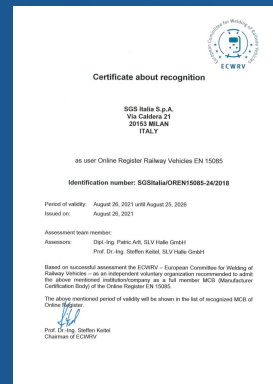 European Committee for Welding of Railway Vehicles
ECWRV
Certificate about recognition
SGS Italia S.p.A.
Via Caldera 21
20153 MILAN
ITALY
as user Online Register Railway Vehicles EN 15085
Identification number: SGSItalia/OREN15085-24/2018
Period of validity: August 26, 2021 until August 25, 2026
Issued on: August 26, 2021
Assessment team member:
Assessors: Dipl.-Ing. Patric Arlt, SLV Halle GmbH
Prof. Dr.-Ing. Steffen Keitel, SLV Halle GmbH
Based on successful assessment the ECWRV – European Committee for Welding of
Railway Vehicles – as an independent voluntary organization recommended to admit
the above mentioned institution/company as a full member MCB (Manufacturer
Certification Body) of the Online Register EN 15085.
The above mentioned period of validity will be shown in the list of recognized MCB of
Online Register.
Prof. Dr.-Ing. Steffen Keitel
Chairman of ECWRV